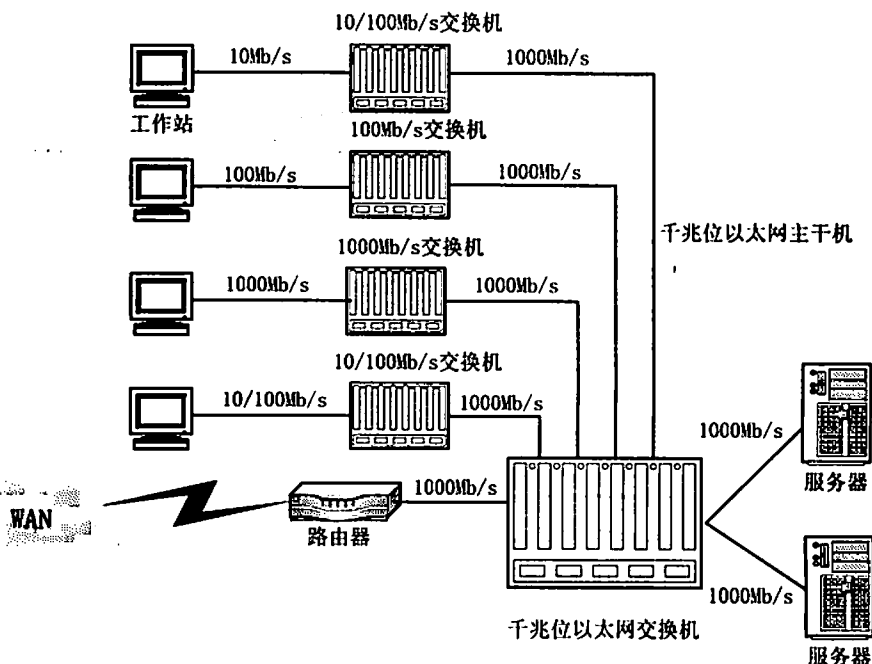 10/100Mb/s交换机
10Mb/s
1000Mb/s
工作站
100Mb/s交换机
100Mb/s
1000Mb/s
千兆位以太网主干机
1000Mb/s交换机
1000Mb/s
1000Mb/s
10/100Mb/s交换机
10/100Mb/s
1000Mb/s
1000Mb/s
服务器
WAN
1000Mb/s
路由器
1000Mb/s
千兆位以太网交换机
服务器